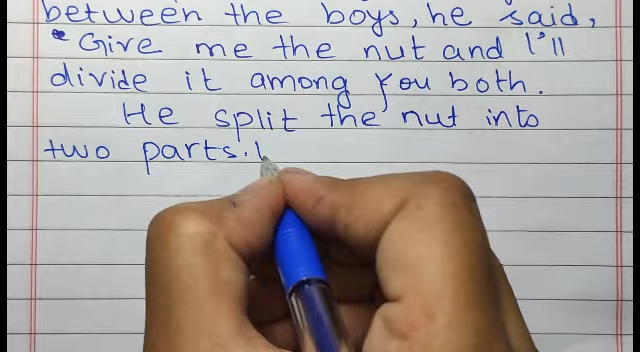 between the boys, he said,
"Give me the nut and I'll
divide it among you both.
He split the nut into
two parts.